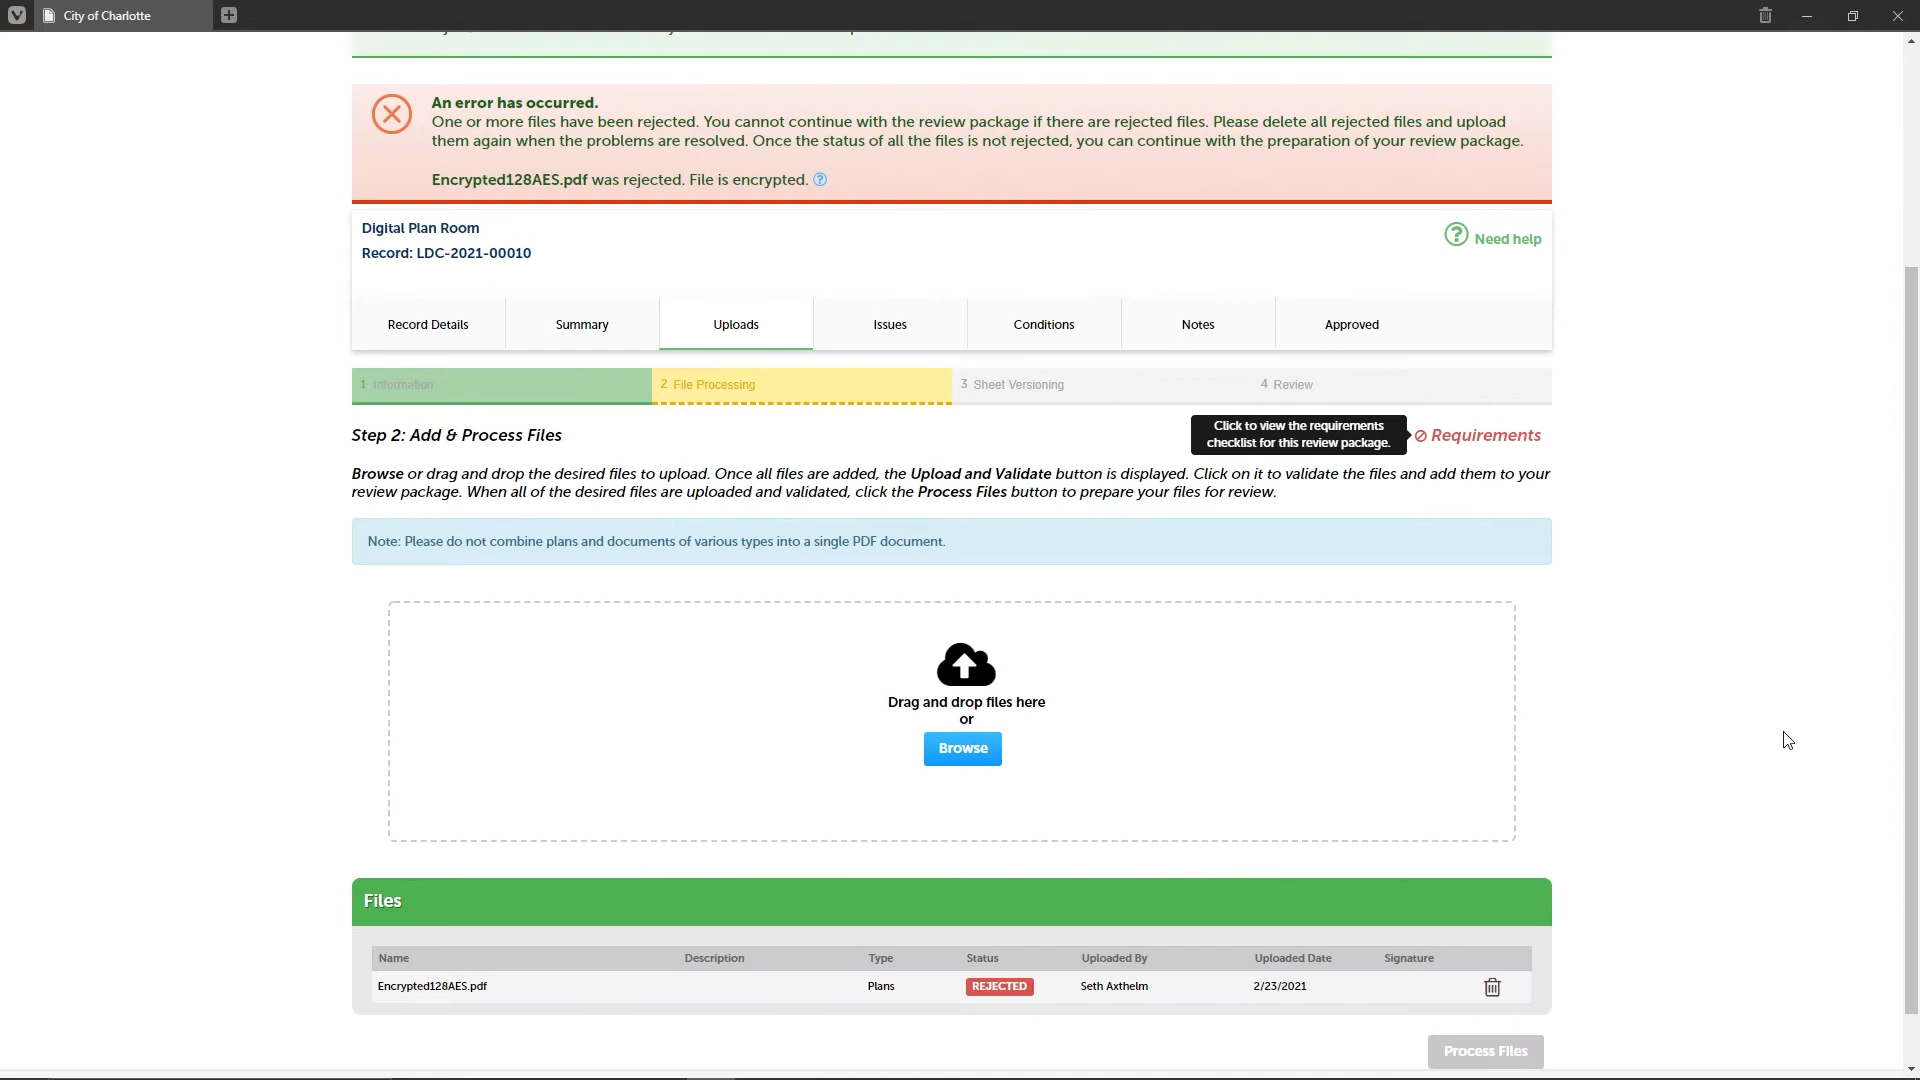 City of Charlotte
An error has occurred.
One or more files have been rejected. You cannot continue with the review package if there are rejected files. Please delete all rejected files and upload
them again when the problems are resolved. Once the status of all the files is not rejected, you can continue with the preparation of your review package.
Encrypted128AES.pdf was rejected. File is encrypted.
Digital Plan Room
Record: LDC-2021-00010
Need help
Record Details
Summary
Uploads
Issues
Conditions
Notes
Approved
1 Information
2 File Processing
3 Sheet Versioning
4 Review
Step 2: Add & Process Files
Click to view the requirements
checklist for this review package.
Requirements
Browse or drag and drop the desired files to upload. Once all files are added, the Upload and Validate button is displayed. Click on it to validate the files and add them to your
review package. When all of the desired files are uploaded and validated, click the Process Files button to prepare your files for review.
Note: Please do not combine plans and documents of various types into a single PDF document.
Drag and drop files here
or
Browse
Files
Name Description Type Status Uploaded By Uploaded Date Signature
Encrypted128AES.pdf Plans REJECTED Seth Axthelm 2/23/2021
Process Files